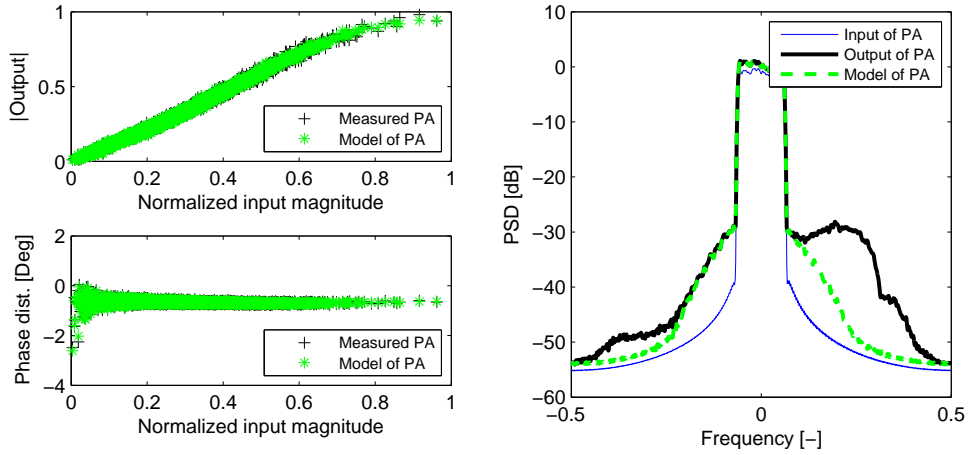 1
0.5
0
|Output|
+ Measured PA
✳ Model of PA
0 0.2 0.4 0.6 0.8 1
Normalized input magnitude
2
0
−2
−4
Phase dist. [Deg]
+ Measured PA
✳ Model of PA
0 0.2 0.4 0.6 0.8 1
Normalized input magnitude
0
−10
−20
−30
−40
−50
−60
PSD [dB]
Input of PA
Output of PA
Model of PA
−0.5 0 0.5
Frequency [−]